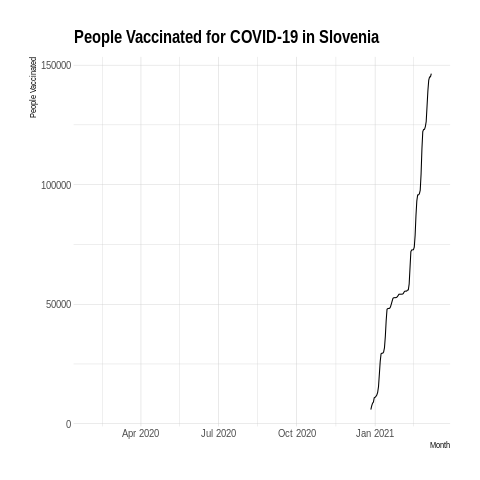 People Vaccinated for COVID-19 in Slovenia
People Vaccinated
150000
100000
50000
0
Apr 2020 Jul 2020 Oct 2020 Jan 2021
Month